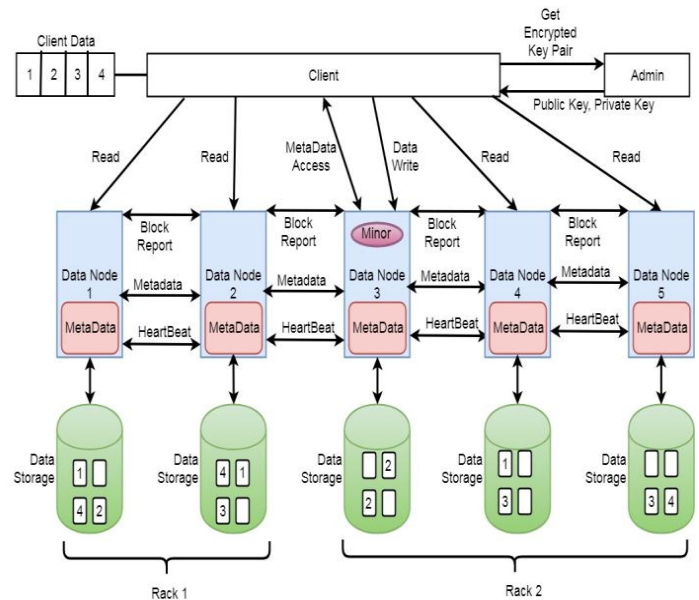 Get
Encrypted
Key Pair
Client Data
1 2 3 4
Client
Admin
Public Key, Private Key
Read
Read
MetaData
Access
Data
Write
Read
Read
Block
Report
Block
Report
Block
Report
Block
Report
Minor
Data Node
1
Data Node
2
Data Node
3
Data Node
4
Data Node
5
Metadata
Metadata
Metadata
Metadata
MetaData
MetaData
MetaData
MetaData
MetaData
HeartBeat
HeartBeat
HeartBeat
HeartBeat
Data
Storage
1
4 2
Data
Storage
4 1
3
Data
Storage
2
2
Data
Storage
1
3
Data
Storage
3 4
Rack 1
Rack 2